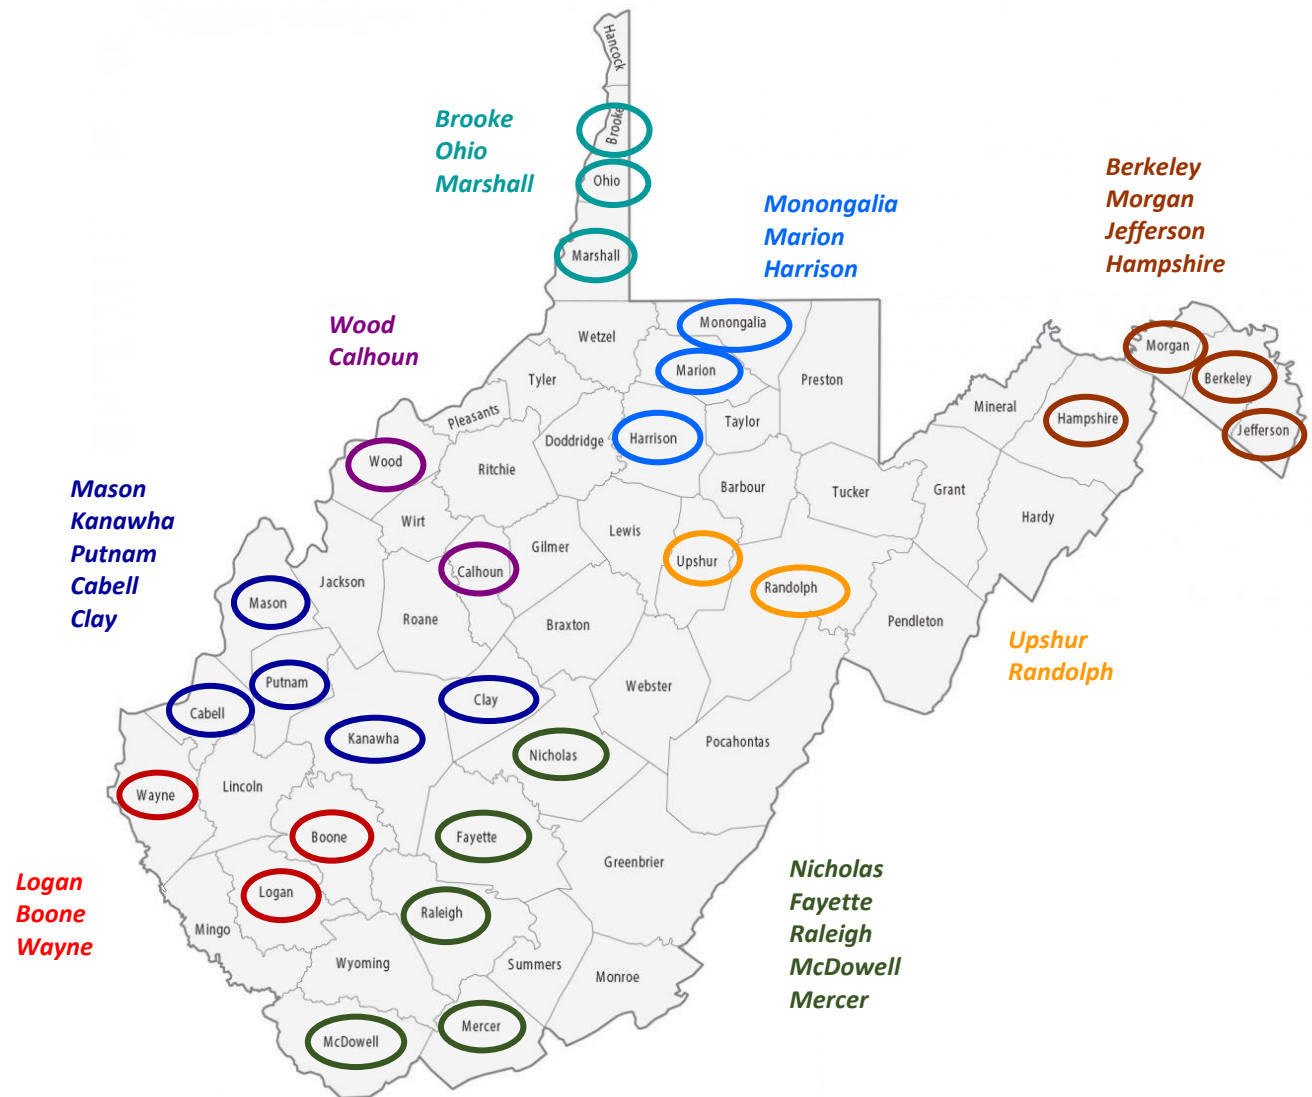 Hancock
Brooke
Ohio
Marshall
Brooke
Ohio
Marshall
Monongalia
Marion
Harrison
Berkeley
Morgan
Jefferson
Hampshire
Wood
Calhoun
Wetzel
Monongalia
Marion
Preston
Tyler
Pleasants
Doddridge
Harrison
Taylor
Mineral
Hampshire
Morgan
Berkeley
Jefferson
Wood
Ritchie
Barbour
Tucker
Grant
Hardy
Mason
Kanawha
Putnam
Cabell
Clay
Wirt
Gilmer
Lewis
Upshur
Randolph
Calhoun
Jackson
Mason
Roane
Braxton
Pendleton
Upshur
Randolph
Putnam
Cabell
Clay
Webster
Kanawha
Nicholas
Pocahontas
Wayne
Lincoln
Boone
Fayette
Greenbrier
Logan
Boone
Wayne
Logan
Raleigh
Mingo
Wyoming
Summers
Monroe
Nicholas
Fayette
Raleigh
McDowell
Mercer
McDowell
Mercer